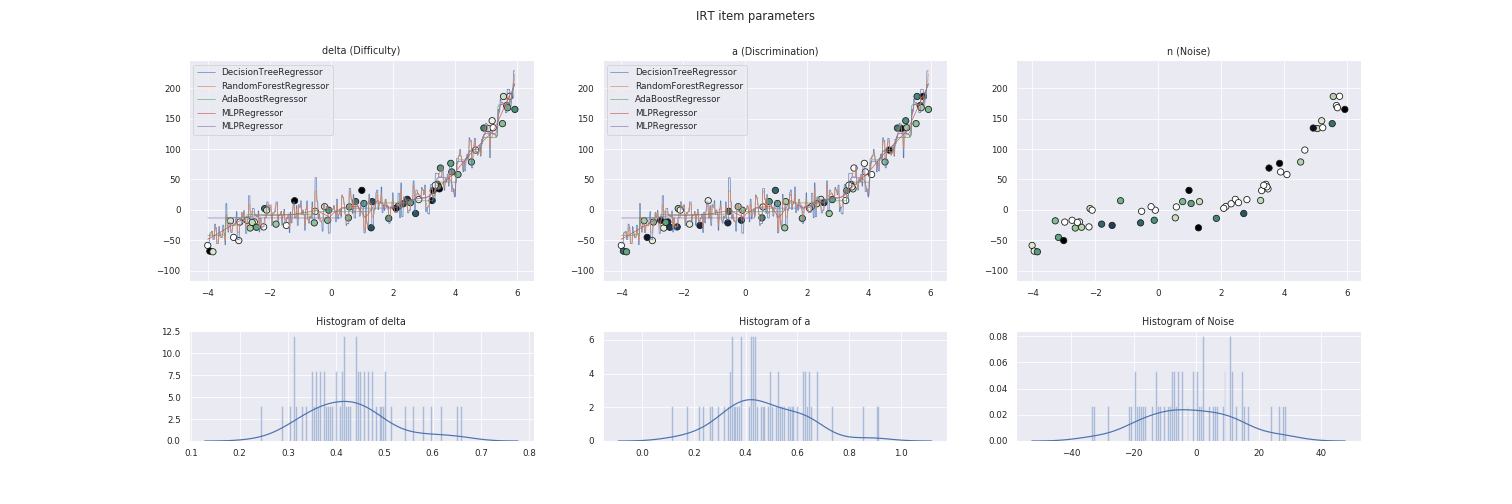 IRT item parameters
delta (Difficulty)
a (Discrimination)
n (Noise)
DecisionTreeRegressor
RandomForestRegressor
AdaBoostRegressor
MLPRegressor
MLPRegressor
200
150
100
50
0
−50
−100
−4 −2 0 2 4 6
DecisionTreeRegressor
RandomForestRegressor
AdaBoostRegressor
MLPRegressor
MLPRegressor
200
150
100
50
0
−50
−100
−4 −2 0 2 4 6
200
150
100
50
0
−50
−100
−4 −2 0 2 4 6
Histogram of delta
12.5
10.0
7.5
5.0
2.5
0.0
0.1 0.2 0.3 0.4 0.5 0.6 0.7 0.8
Histogram of a
6
4
2
0
0.0 0.2 0.4 0.6 0.8 1.0
Histogram of Noise
0.08
0.06
0.04
0.02
0.00
−40 −20 0 20 40